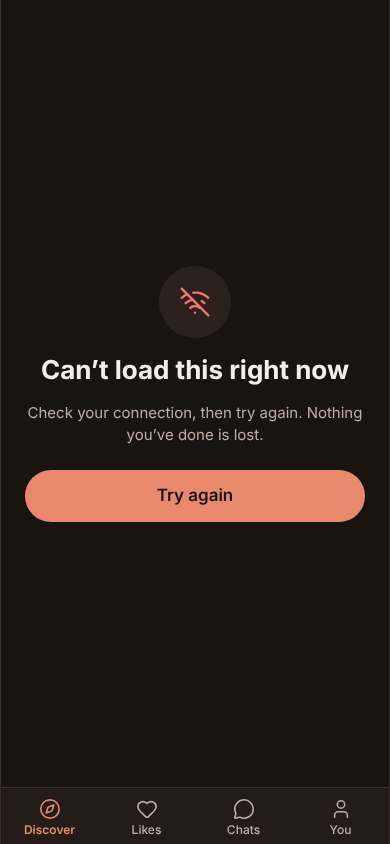 Can’t load this right now
Check your connection, then try again. Nothing
you’ve done is lost.
Try again
Discover
Likes
Chats
You